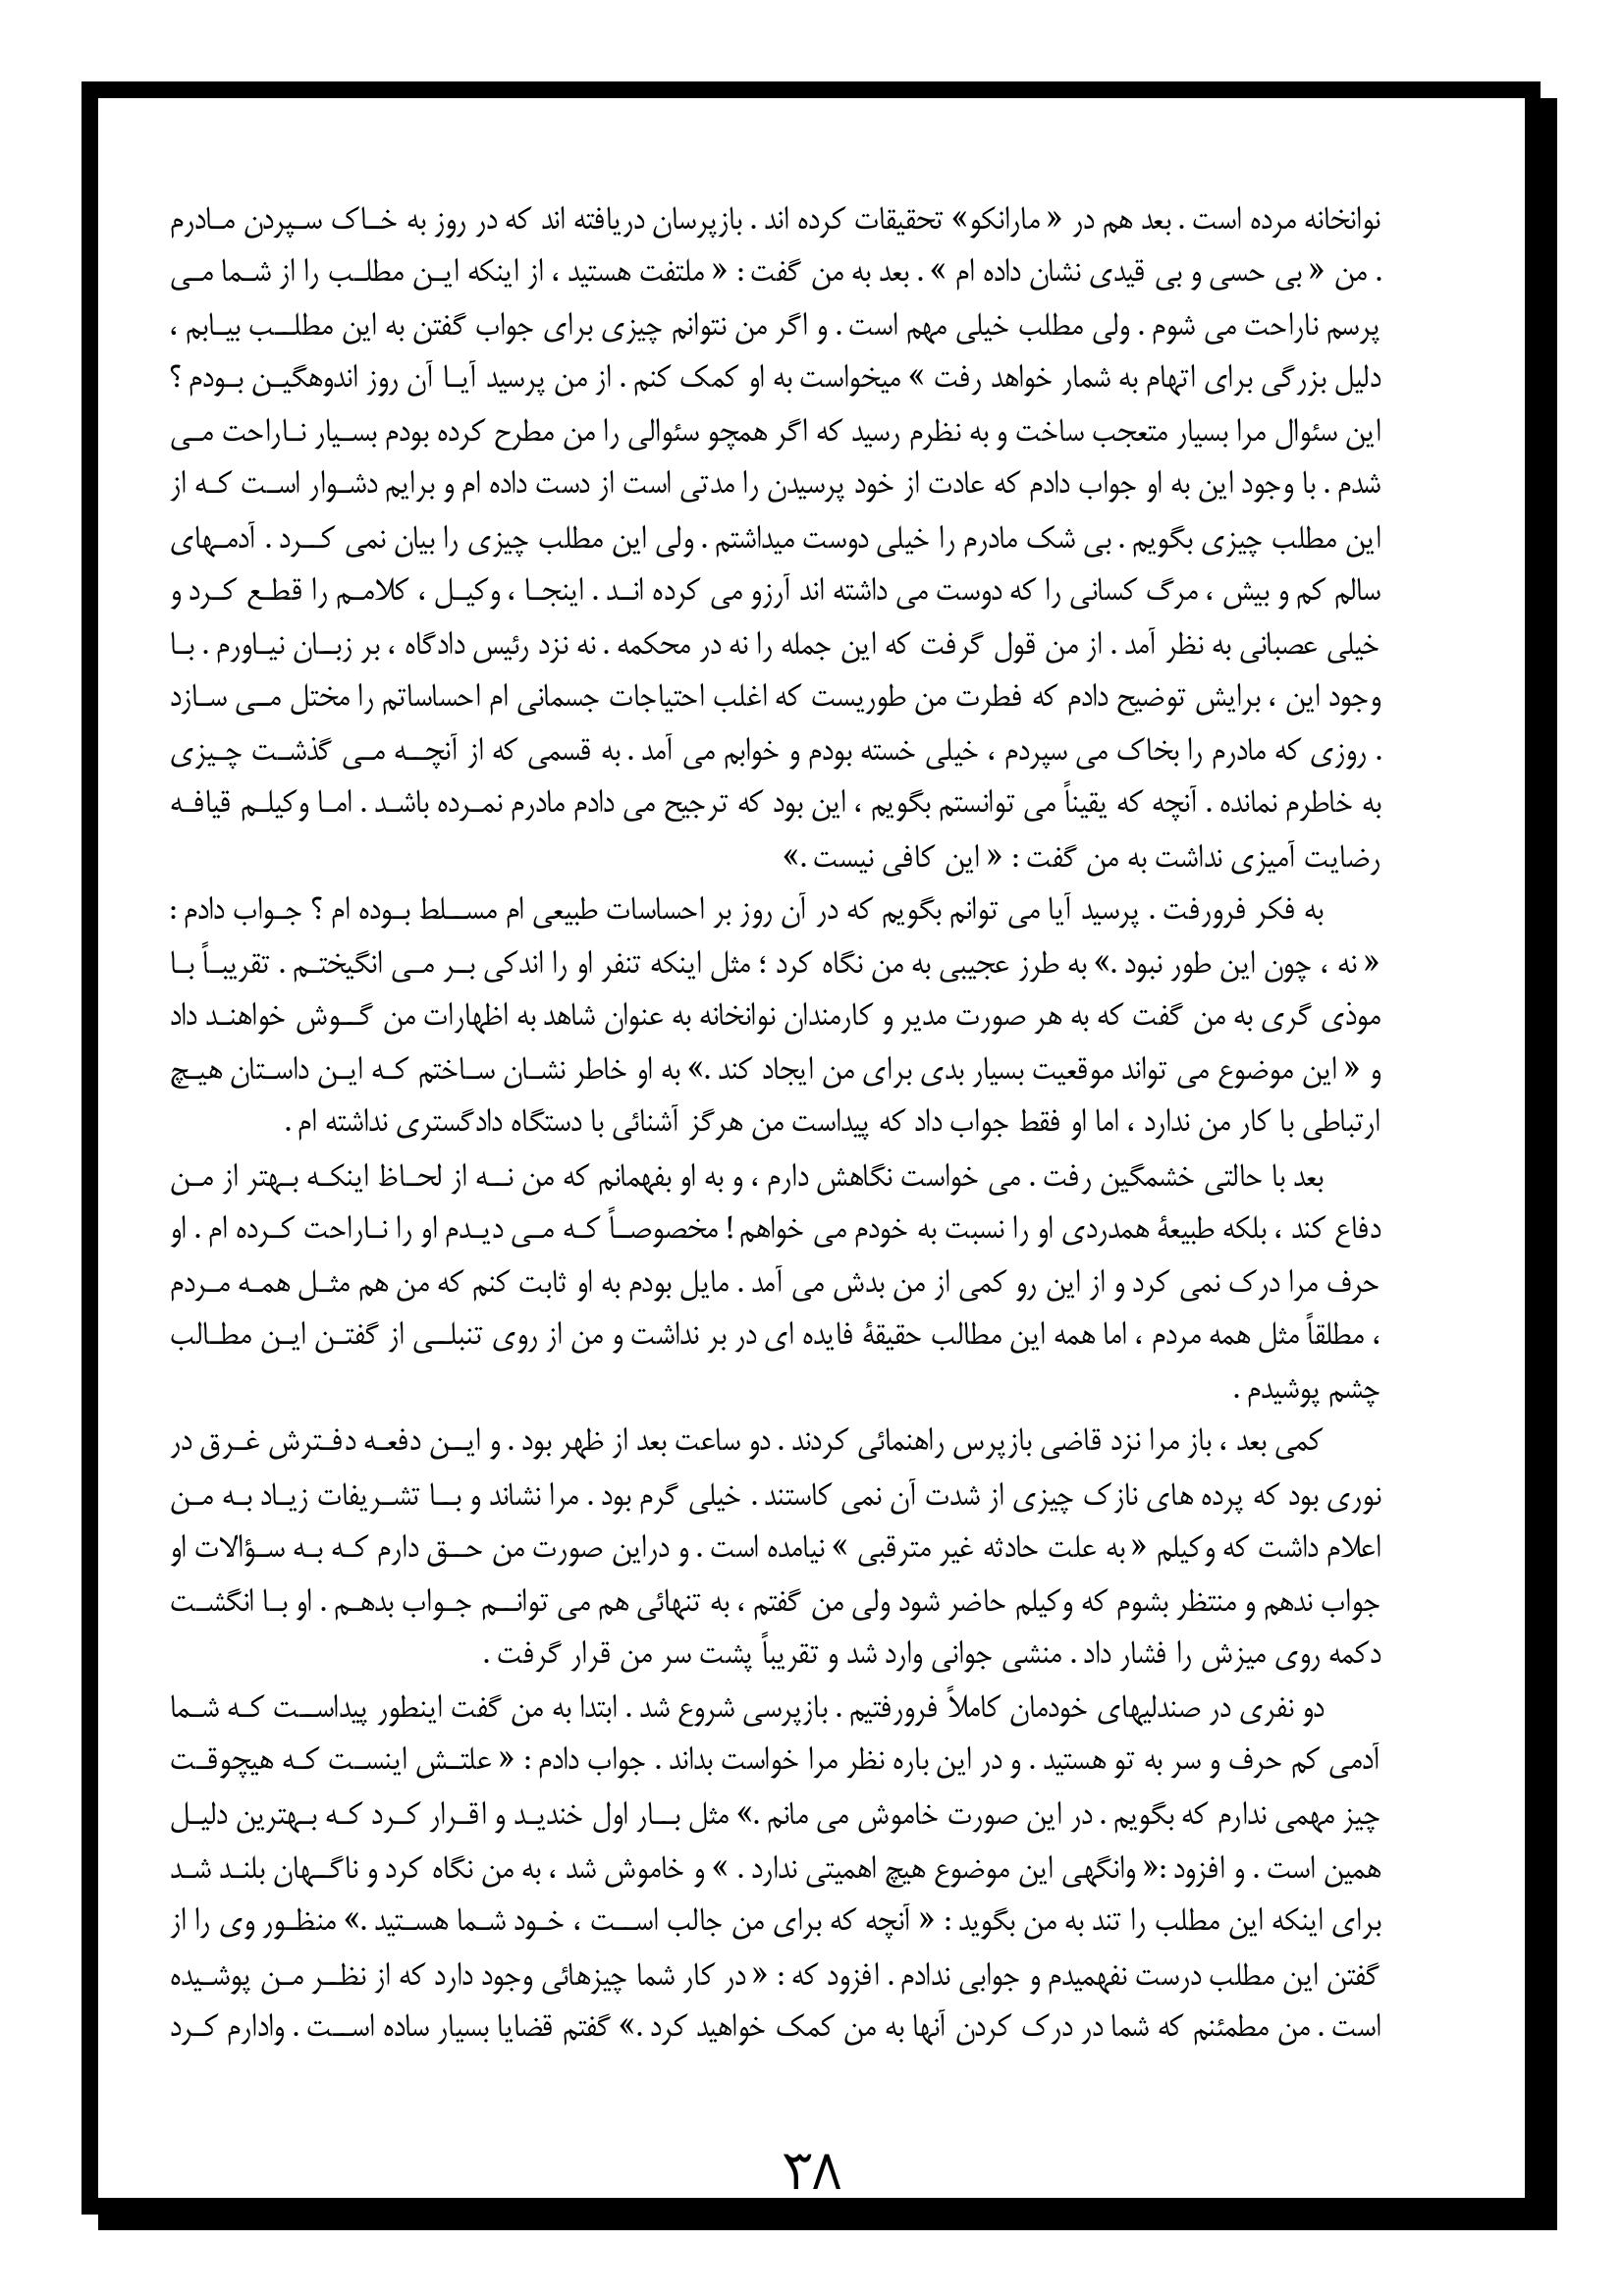 نوانخانه مرده است . بعد هم در « مارانکو» تحقیقات کرده اند . بازپرسان دریافته اند که در روز به خاک سپردن مادرم
. من « بی حسی و بی قیدی نشان داده ام » . بعد به من گفت : « ملتفت هستید ، از اینکه این مطلب را از شما می
پرسم ناراحت می شوم . ولی مطلب خیلی مهم است . و اگر من نتوانم چیزی برای جواب گفتن به این مطلب بیابم ،
دلیل بزرگی برای اتهام به شمار خواهد رفت » میخواست به او کمک کنم . از من پرسید آیا آن روز اندوهگین بودم ؟
این سئوال مرا بسیار متعجب ساخت و به نظرم رسید که اگر همچو سئوالی را من مطرح کرده بودم بسیار ناراحت می
شدم . با وجود این به او جواب دادم که عادت از خود پرسیدن را مدتی است از دست داده ام و برایم دشوار است که از
این مطلب چیزی بگویم . بی شک مادرم را خیلی دوست میداشتم . ولی این مطلب چیزی را بیان نمی کرد . آدمهای
سالم کم و بیش ، مرگ کسانی را که دوست می داشته اند آرزو می کرده اند . اینجا ، وکیل ، کلامم را قطع کرد و
خیلی عصبانی به نظر آمد . از من قول گرفت که این جمله را نه در محکمه . نه نزد رئیس دادگاه ، بر زبان نیاورم . با
وجود این ، برایش توضیح دادم که فطرت من طوریست که اغلب احتیاجات جسمانی ام احساساتم را مختل می سازد
. روزی که مادرم را بخاک می سپردم ، خیلی خسته بودم و خوابم می آمد . به قسمی که از آنچه می گذشت چیزی
به خاطرم نمانده . آنچه که یقیناً می توانستم بگویم ، این بود که ترجیح می دادم مادرم نمرده باشد . اما وکیلم قیافه
رضایت آمیزی نداشت به من گفت : « این کافی نیست .»
به فکر فرورفت . پرسید آیا می توانم بگویم که در آن روز بر احساسات طبیعی ام مسلط بوده ام ؟ جواب دادم :
« نه ، چون این طور نبود .» به طرز عجیبی به من نگاه کرد ؛ مثل اینکه تنفر او را اندکی بر می انگیختم . تقریباً با
موذی گری به من گفت که به هر صورت مدیر و کارمندان نوانخانه به عنوان شاهد به اظهارات من گوش خواهند داد
و « این موضوع می تواند موقعیت بسیار بدی برای من ایجاد کند .» به او خاطر نشان ساختم که این داستان هیچ
ارتباطی با کار من ندارد ، اما او فقط جواب داد که پیداست من هرگز آشنائی با دستگاه دادگستری نداشته ام .
بعد با حالتی خشمگین رفت . می خواست نگاهش دارم ، و به او بفهمانم که من نه از لحاظ اینکه بهتر از من
دفاع کند ، بلکه طبیعهٔ همدردی او را نسبت به خودم می خواهم ! مخصوصاً که می دیدم او را ناراحت کرده ام . او
حرف مرا درک نمی کرد و از این رو کمی از من بدش می آمد . مایل بودم به او ثابت کنم که من هم مثل همه مردم
، مطلقاً مثل همه مردم ، اما همه این مطالب حقیقهٔ فایده ای در بر نداشت و من از روی تنبلی از گفتن این مطالب
چشم پوشیدم .
کمی بعد ، باز مرا نزد قاضی بازپرس راهنمائی کردند . دو ساعت بعد از ظهر بود . و این دفعه دفترش غرق در
نوری بود که پرده های نازک چیزی از شدت آن نمی کاستند . خیلی گرم بود . مرا نشاند و با تشریفات زیاد به من
اعلام داشت که وکیلم « به علت حادثه غیر مترقبی » نیامده است . و دراین صورت من حق دارم که به سؤالات او
جواب ندهم و منتظر بشوم که وکیلم حاضر شود ولی من گفتم ، به تنهائی هم می توانم جواب بدهم . او با انگشت
دکمه روی میزش را فشار داد . منشی جوانی وارد شد و تقریباً پشت سر من قرار گرفت .
دو نفری در صندلیهای خودمان کاملاً فرورفتیم . بازپرسی شروع شد . ابتدا به من گفت اینطور پیداست که شما
آدمی کم حرف و سر به تو هستید . و در این باره نظر مرا خواست بداند . جواب دادم : « علتش اینست که هیچوقت
چیز مهمی ندارم که بگویم . در این صورت خاموش می مانم .» مثل بار اول خندید و اقرار کرد که بهترین دلیل
همین است . و افزود :« وانگهی این موضوع هیچ اهمیتی ندارد . » و خاموش شد ، به من نگاه کرد و ناگهان بلند شد
برای اینکه این مطلب را تند به من بگوید : « آنچه که برای من جالب است ، خود شما هستید .» منظور وی را از
گفتن این مطلب درست نفهمیدم و جوابی ندادم . افزود که : « در کار شما چیزهائی وجود دارد که از نظر من پوشیده
است . من مطمئنم که شما در درک کردن آنها به من کمک خواهید کرد .» گفتم قضایا بسیار ساده است . وادارم کرد
۳۸